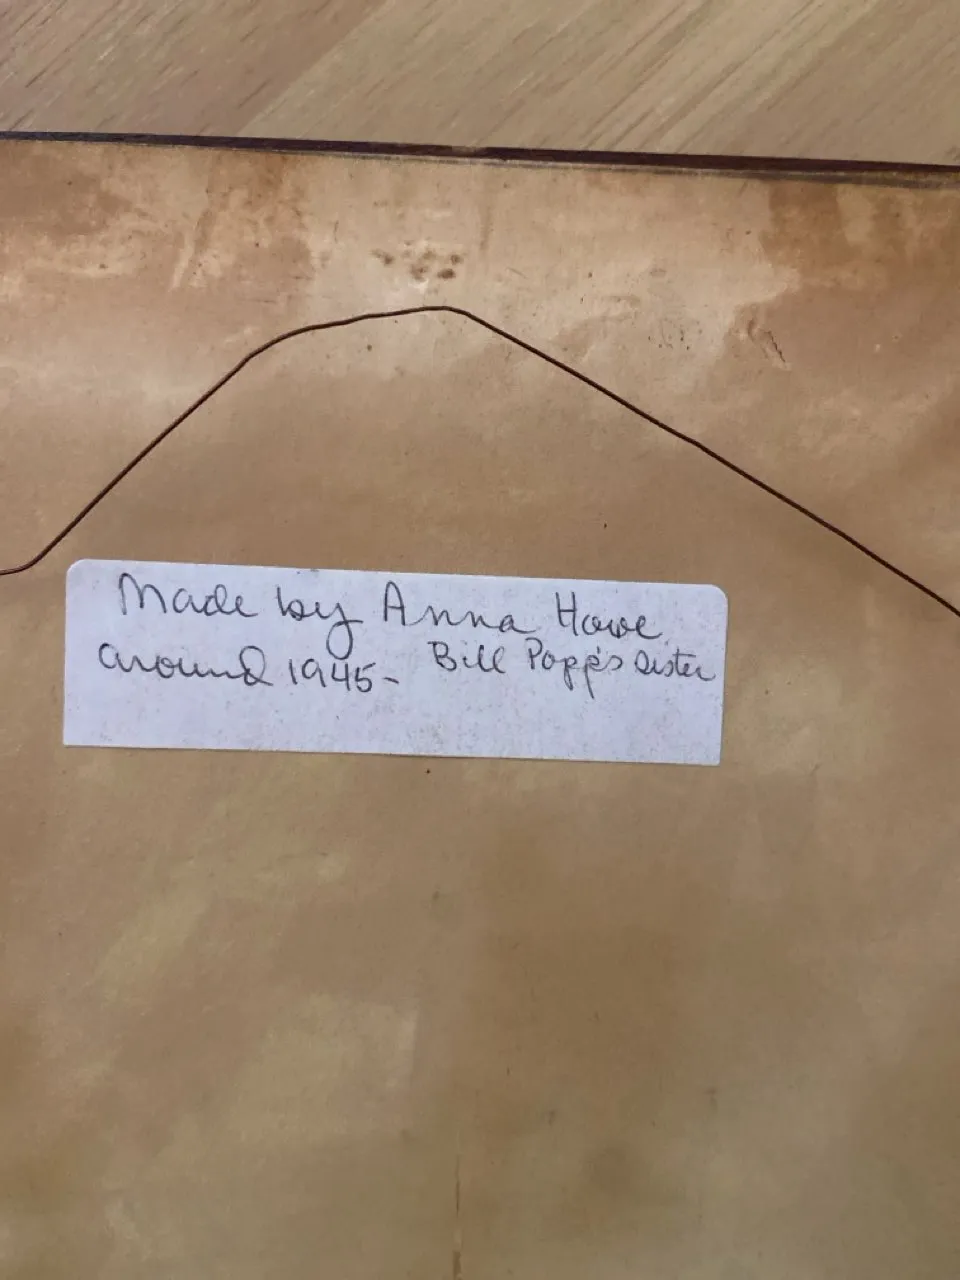 Made by Anna Howe
around 1945- Bill Popp's sister